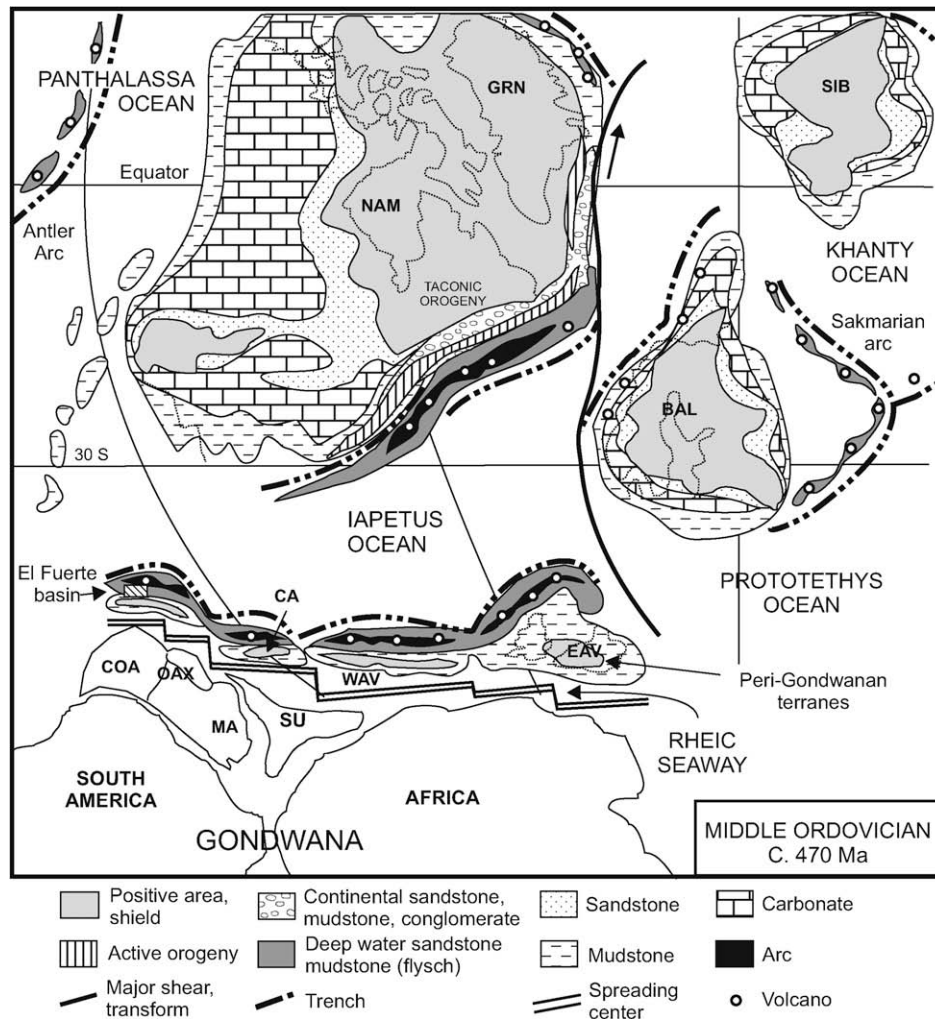 PANTHALASSA
OCEAN
GRN
SIB
Equator
NAM
Antler
Arc
KHANTY
OCEAN
TACONIC
OROGENY
Sakmarian
arc
BAL
30 S
IAPETUS
OCEAN
El Fuerte
basin
CA
PROTOTETHYS
OCEAN
EAV
COA
OAX
WAV
Peri-Gondwanan
terranes
MA
SU
RHEIC
SEAWAY
SOUTH
AMERICA
AFRICA
GONDWANA
MIDDLE ORDOVICIAN
C. 470 Ma
Positive area,
shield
Continental sandstone,
mudstone, conglomerate
Sandstone
Carbonate
Active orogeny
Deep water sandstone
mudstone (flysch)
Mudstone
Arc
Major shear,
transform
Trench
Spreading
center
Volcano